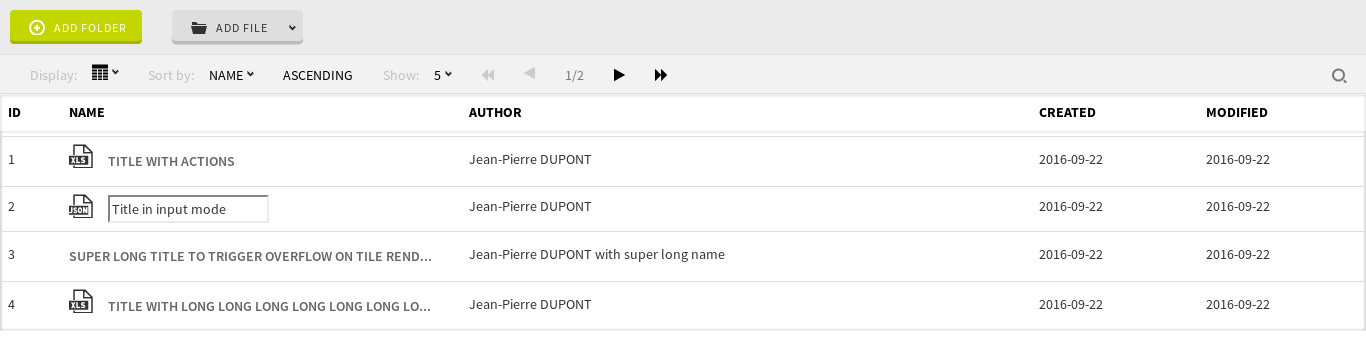 ADD FOLDER ADD FILE
Display: Sort by: NAME ASCENDING Show: 5 1/2
ID NAME AUTHOR CREATED MODIFIED
1 XLS TITLE WITH ACTIONS Jean-Pierre DUPONT 2016-09-22 2016-09-22
2 JSON Title in input mode Jean-Pierre DUPONT 2016-09-22 2016-09-22
3 SUPER LONG TITLE TO TRIGGER OVERFLOW ON TILE REND... Jean-Pierre DUPONT with super long name 2016-09-22 2016-09-22
4 XLS TITLE WITH LONG LONG LONG LONG LONG LONG LO... Jean-Pierre DUPONT 2016-09-22 2016-09-22